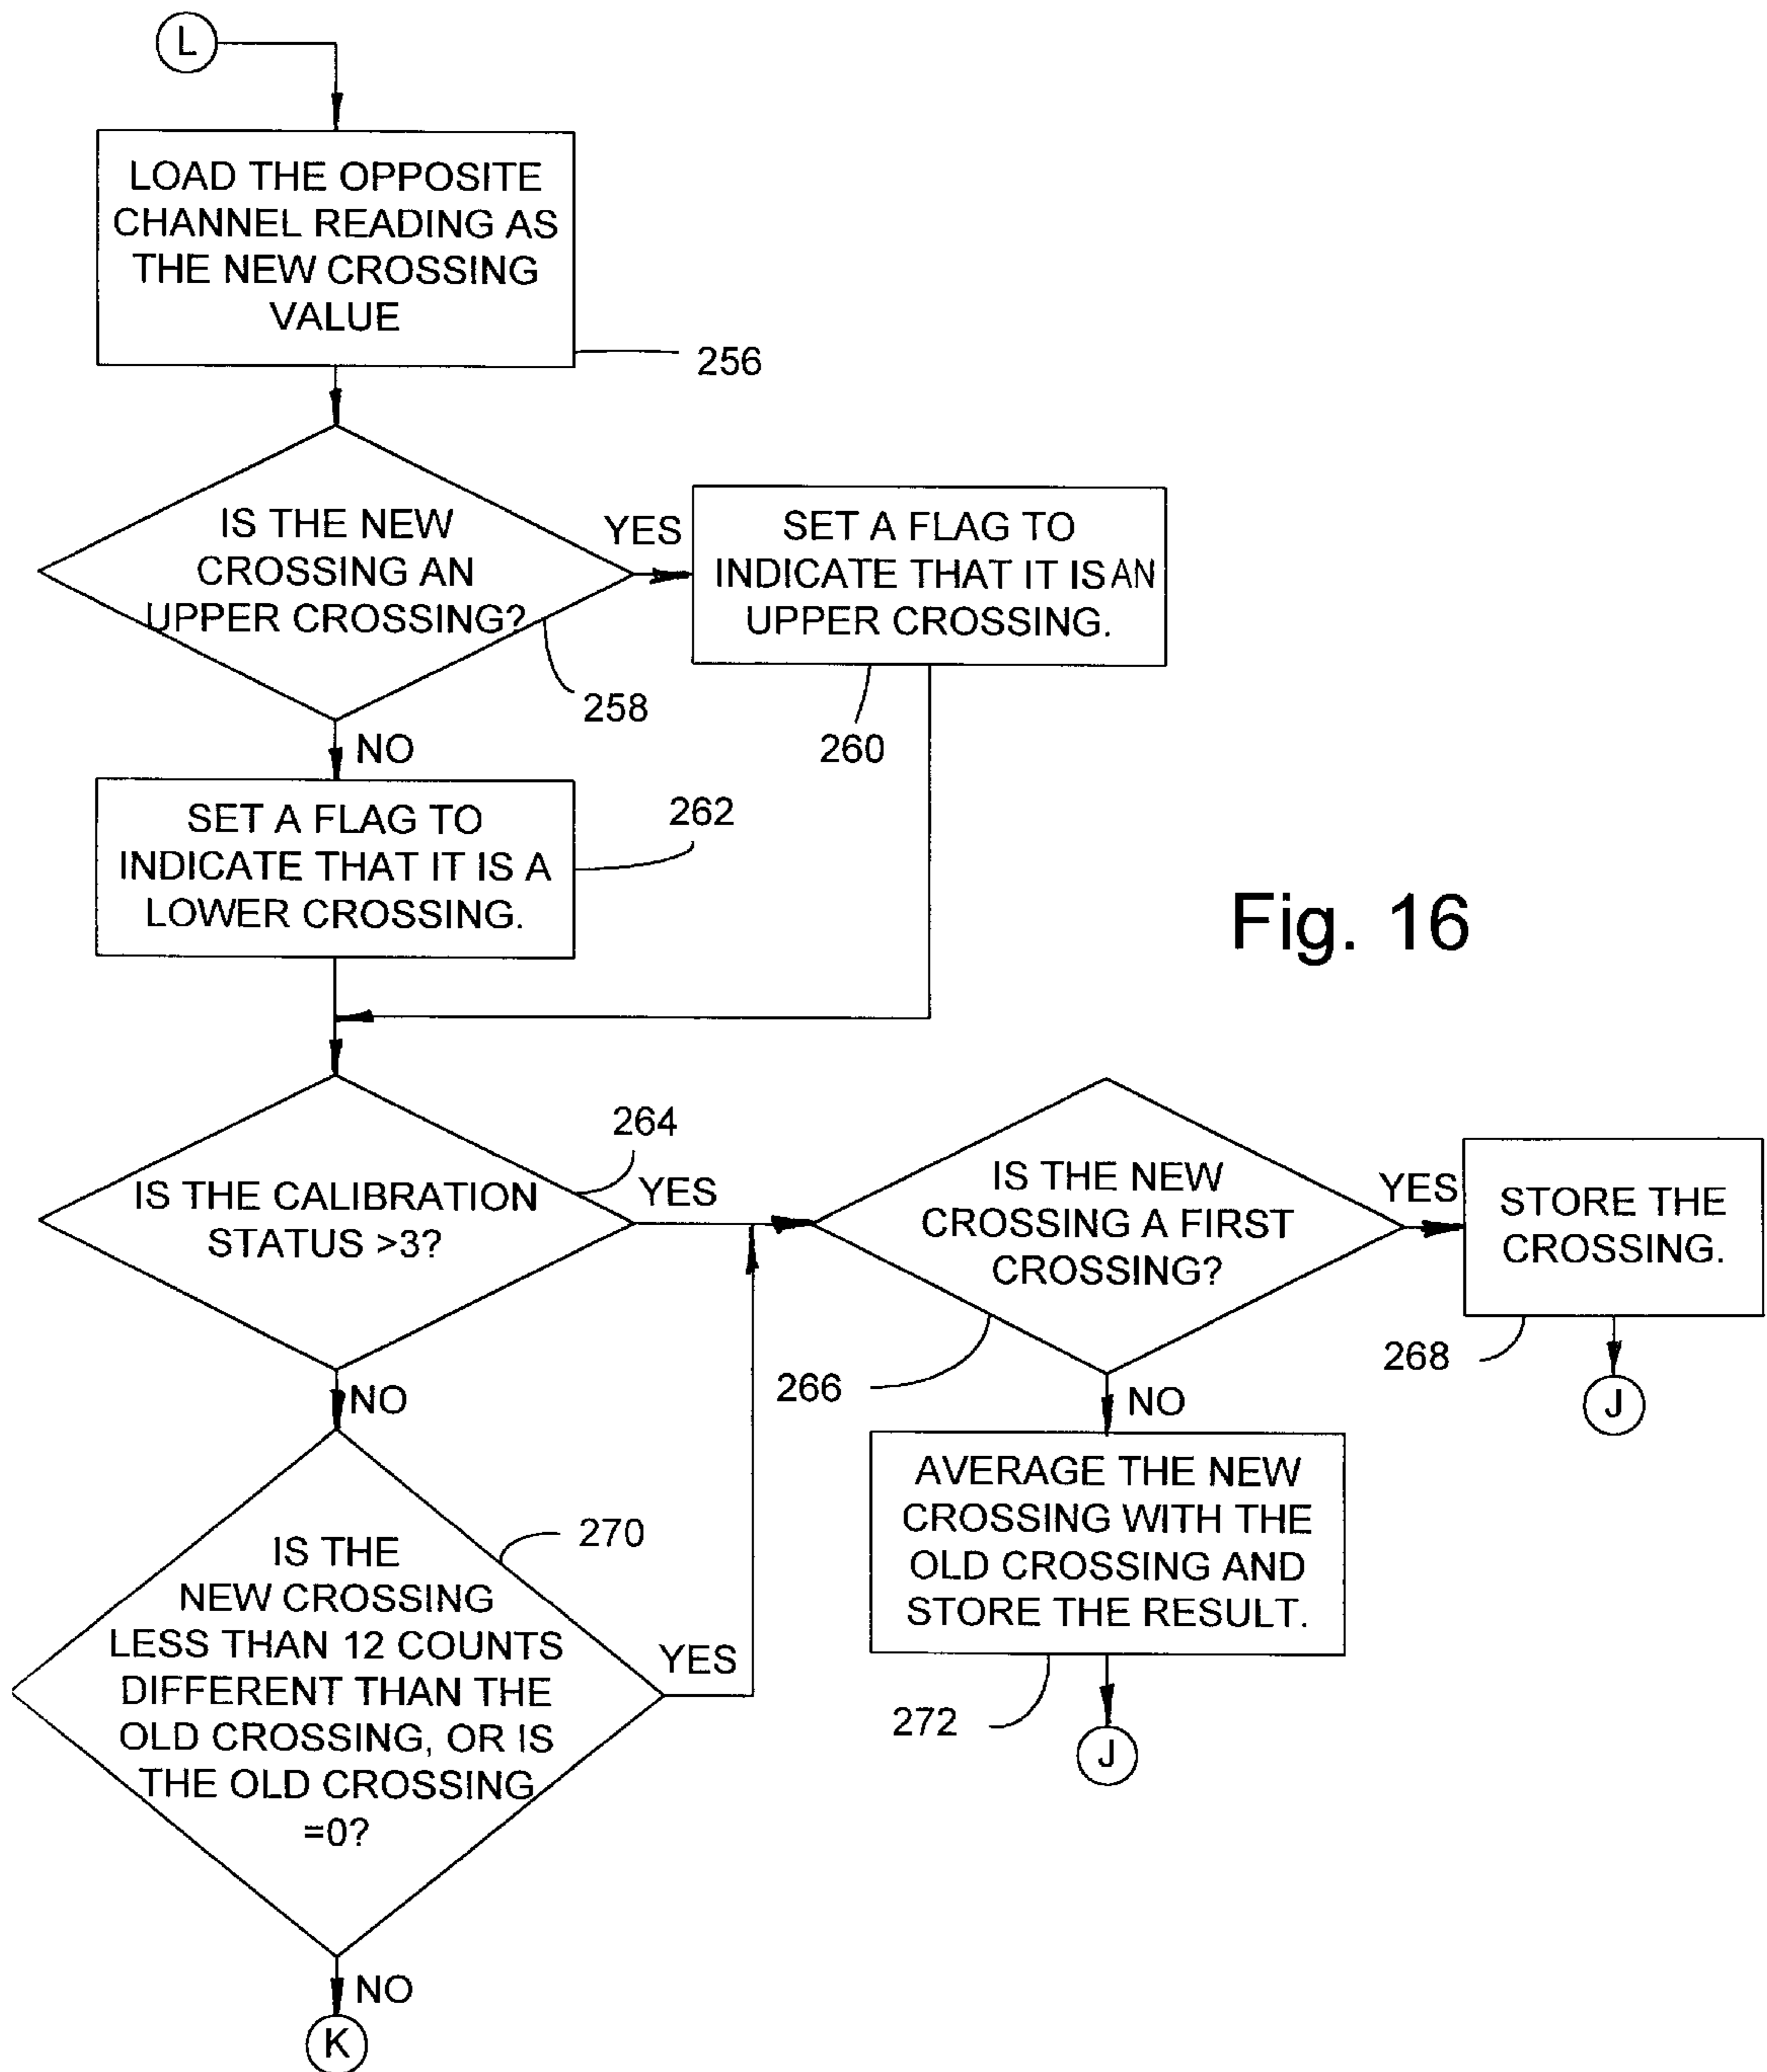 L
LOAD THE OPPOSITE
CHANNEL READING AS
THE NEW CROSSING
VALUE
256
IS THE NEW
CROSSING AN
UPPER CROSSING?
258
YES
SET A FLAG TO
INDICATE THAT IT IS AN
UPPER CROSSING.
260
NO
SET A FLAG TO
INDICATE THAT IT IS A
LOWER CROSSING.
262
Fig. 16
IS THE CALIBRATION
STATUS >3?
264
YES
IS THE NEW
CROSSING A FIRST
CROSSING?
266
YES
STORE THE
CROSSING.
268
J
NO
IS THE
NEW CROSSING
LESS THAN 12 COUNTS
DIFFERENT THAN THE
OLD CROSSING, OR IS
THE OLD CROSSING
=0?
270
YES
NO
AVERAGE THE NEW
CROSSING WITH THE
OLD CROSSING AND
STORE THE RESULT.
272
J
NO
K